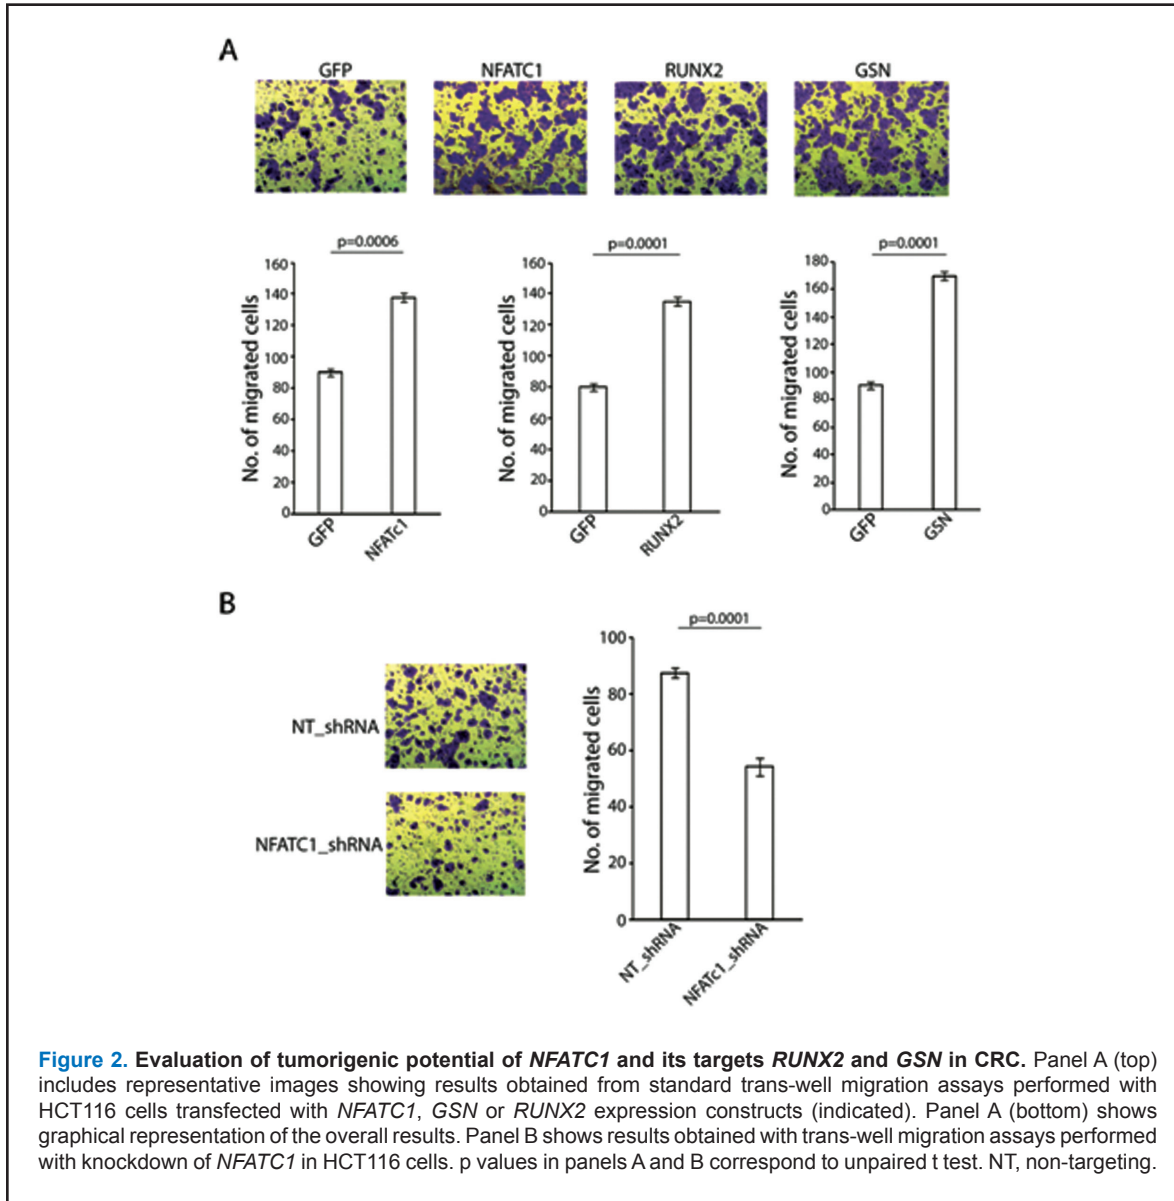 A
GFP
NFATC1
RUNX2
GSN
p=0.0006
No. of migrated cells
160
140
120
100
80
60
40
20
0
GFP
NFATc1
p=0.0001
No. of migrated cells
160
140
120
100
80
60
40
20
0
GFP
RUNX2
p=0.0001
No. of migrated cells
180
160
140
120
100
80
60
40
20
0
GFP
GSN
B
NT_shRNA
NFATC1_shRNA
p=0.0001
No. of migrated cells
100
80
60
40
20
0
NT_shRNA
NFATc1_shRNA
Figure 2. Evaluation of tumorigenic potential of NFATC1 and its targets RUNX2 and GSN in CRC. Panel A (top)
includes representative images showing results obtained from standard trans-well migration assays performed with
HCT116 cells transfected with NFATC1, GSN or RUNX2 expression constructs (indicated). Panel A (bottom) shows
graphical representation of the overall results. Panel B shows results obtained with trans-well migration assays performed
with knockdown of NFATC1 in HCT116 cells. p values in panels A and B correspond to unpaired t test. NT, non-targeting.